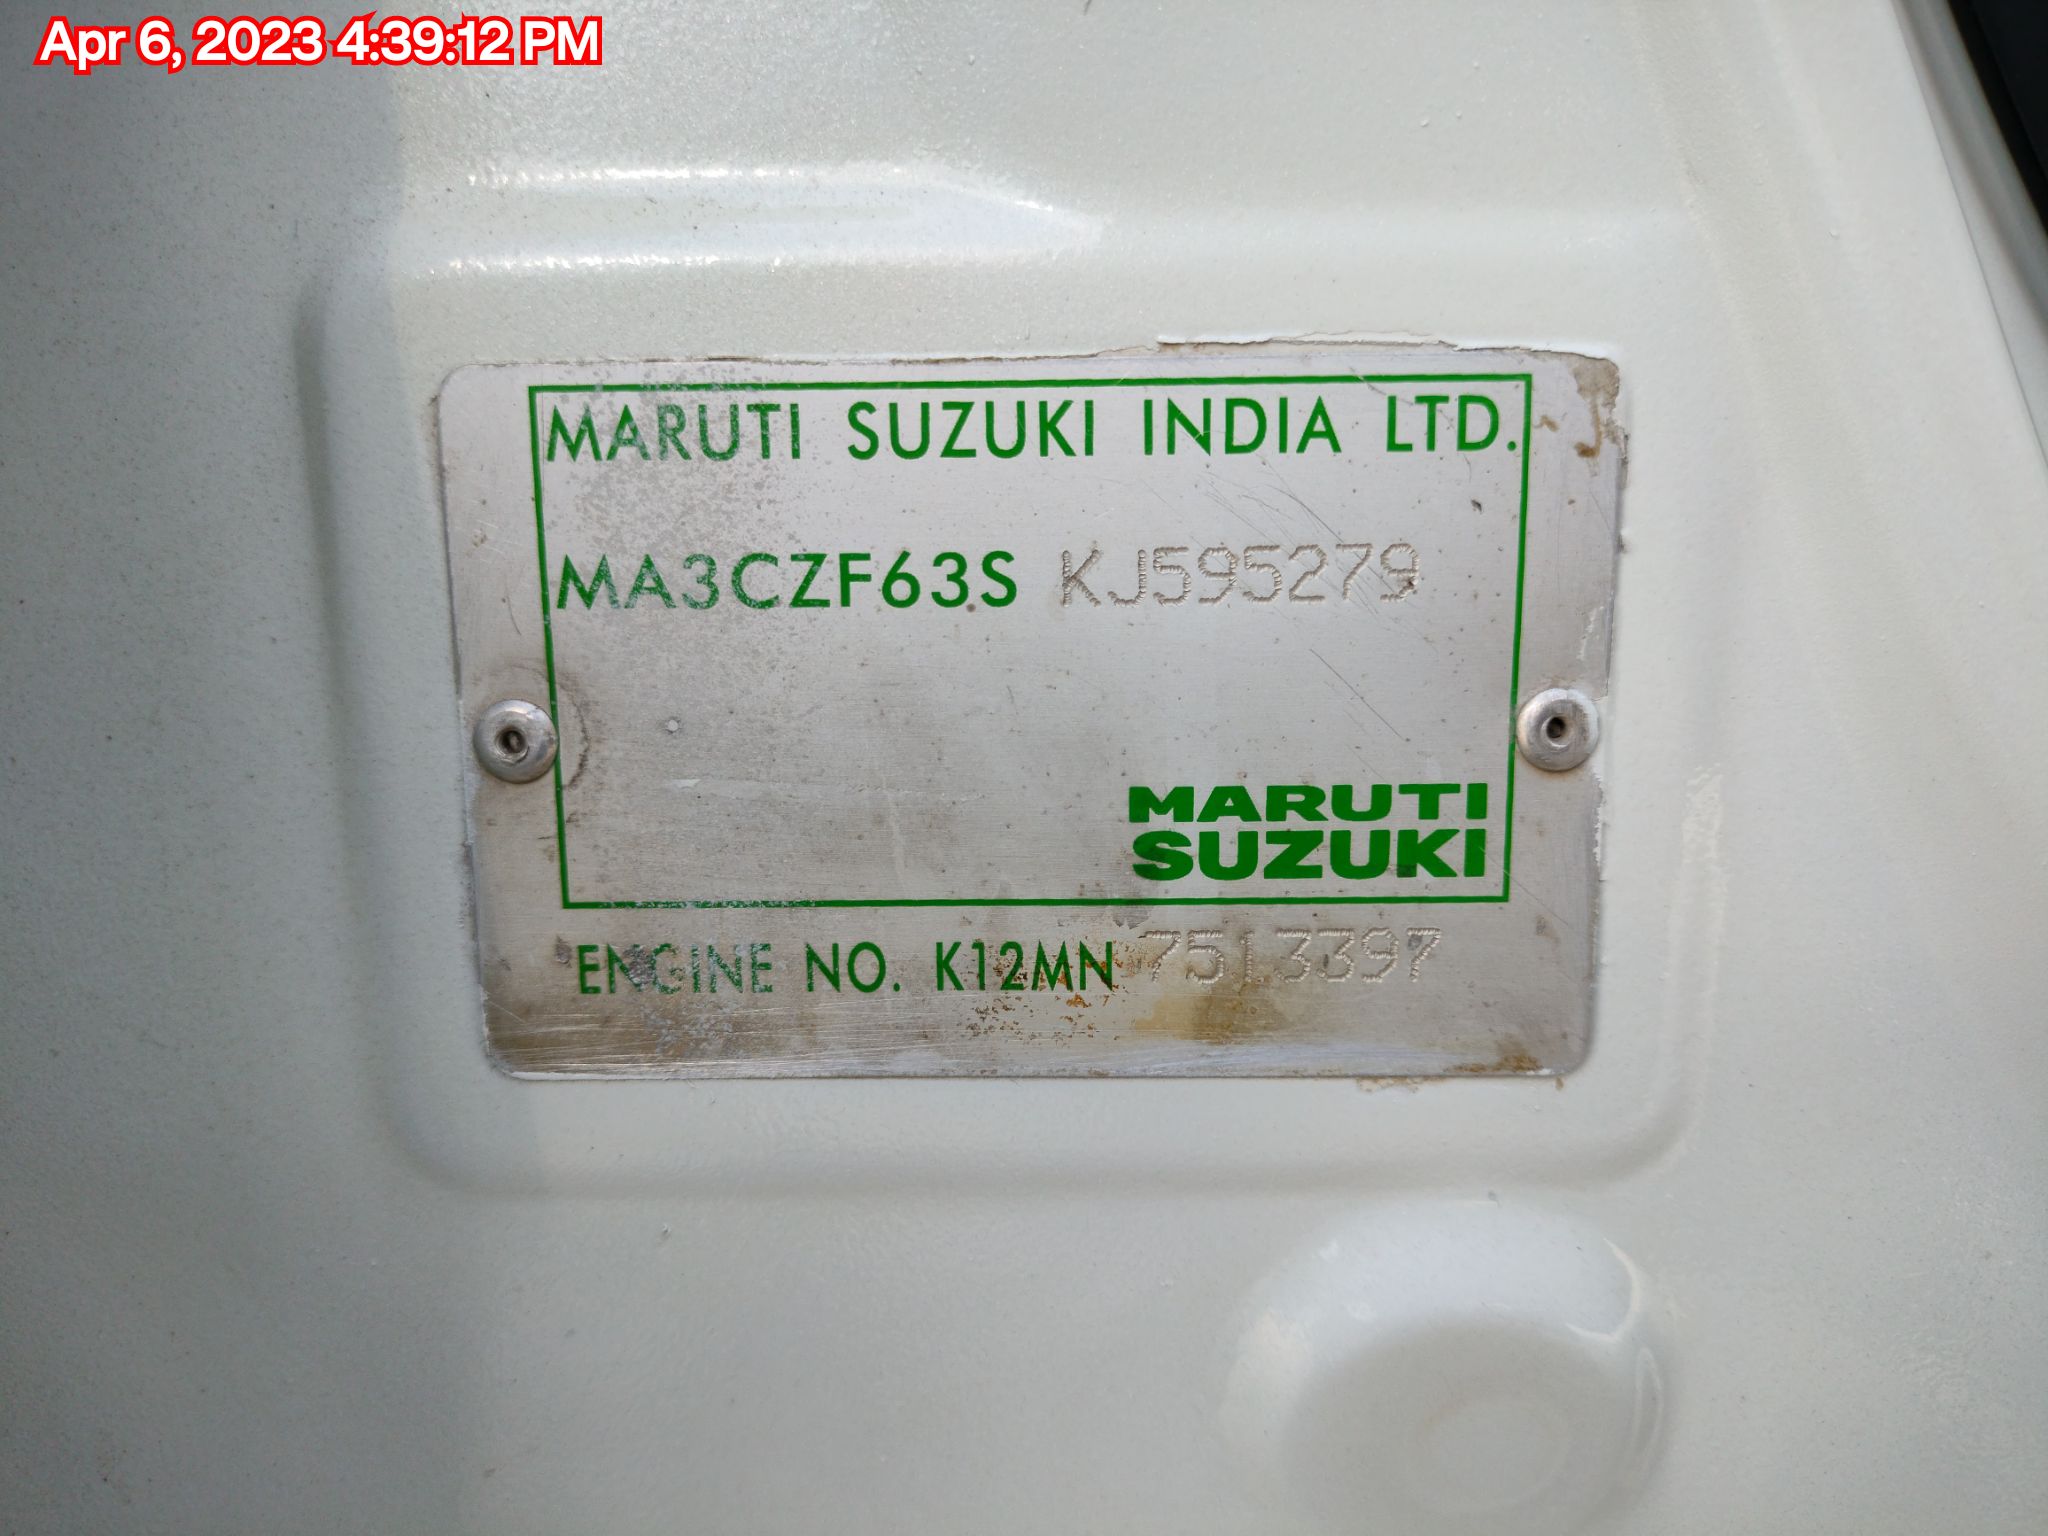 Apr 6, 2023 4:39:12 PM
MARUTI SUZUKI INDIA LTD.
MA3CZF63S KJ595279
MARUTI
SUZUKI
ENGINE NO. K12MN 7513397